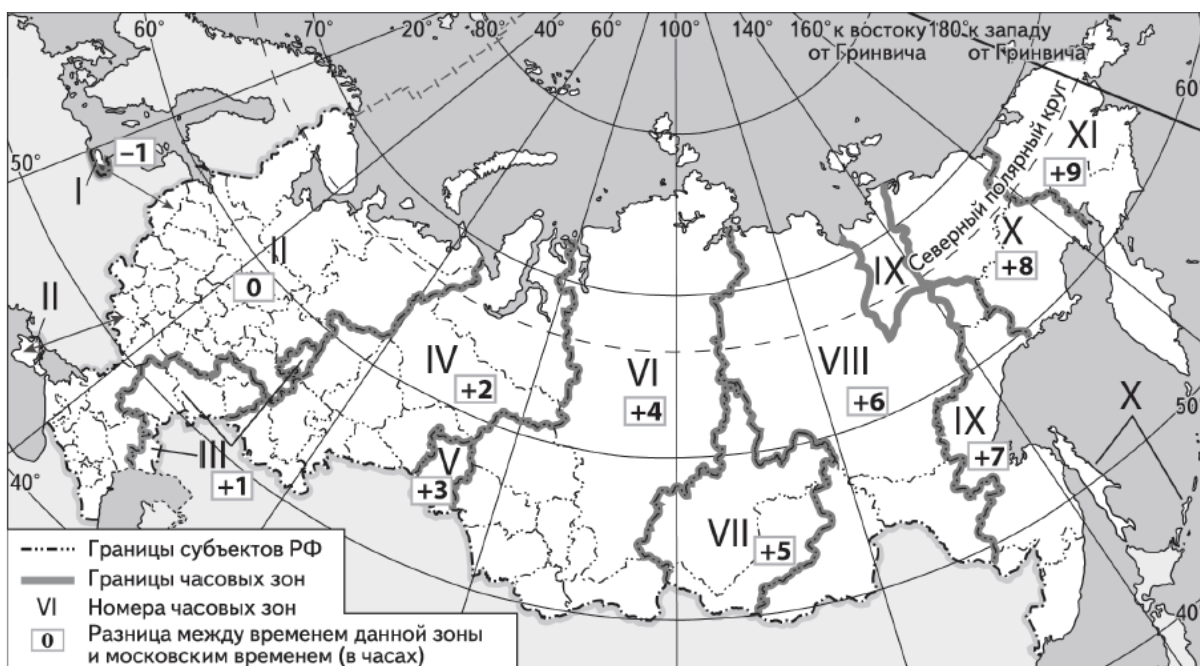 60° 70° 20° 80° 60° 80° 100° 120° 140° 160° к востоку 180° к западу
от Гринвича от Гринвича
60°
Северный полярный круг
XI
+9
–1
50°
I
X
+8
II
0
IX
II
IV
+2
VI
+4
VIII
+6
X
50°
IX
+7
V
+3
III
+1
40°
VII
+5
40°
Границы субъектов РФ
Границы часовых зон
VI Номера часовых зон
0 Разница между временем данной зоны
и московским временем (в часах)